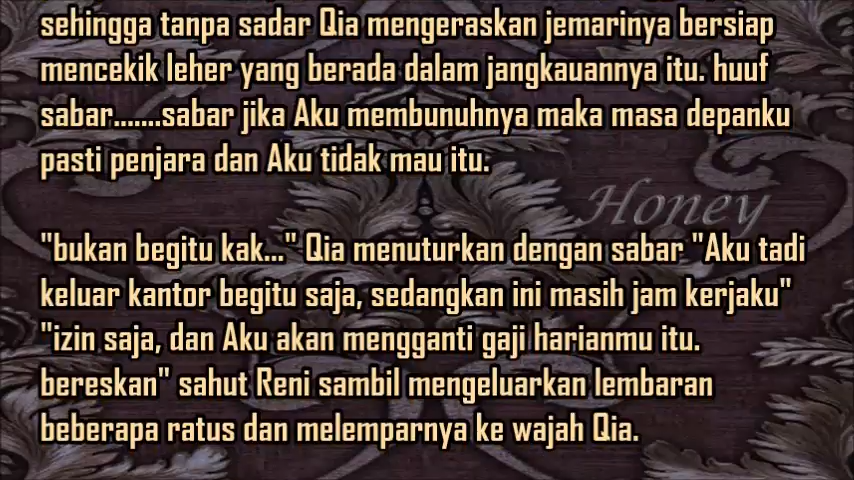 sehingga tanpa sadar Qia mengeraskan jemarinya bersiap
mencekik leher yang berada dalam jangkauannya itu. huuf
sabar.......sabar jika Aku membunuhnya maka masa depanku
pasti penjara dan Aku tidak mau itu.
Honey
"bukan begitu kak..." Qia menuturkan dengan sabar "Aku tadi
keluar kantor begitu saja, sedangkan ini masih jam kerjaku"
"izin saja, dan Aku akan mengganti gaji harianmu itu.
bereskan" sahut Reni sambil mengeluarkan lembaran
beberapa ratus dan melemparnya ke wajah Qia.